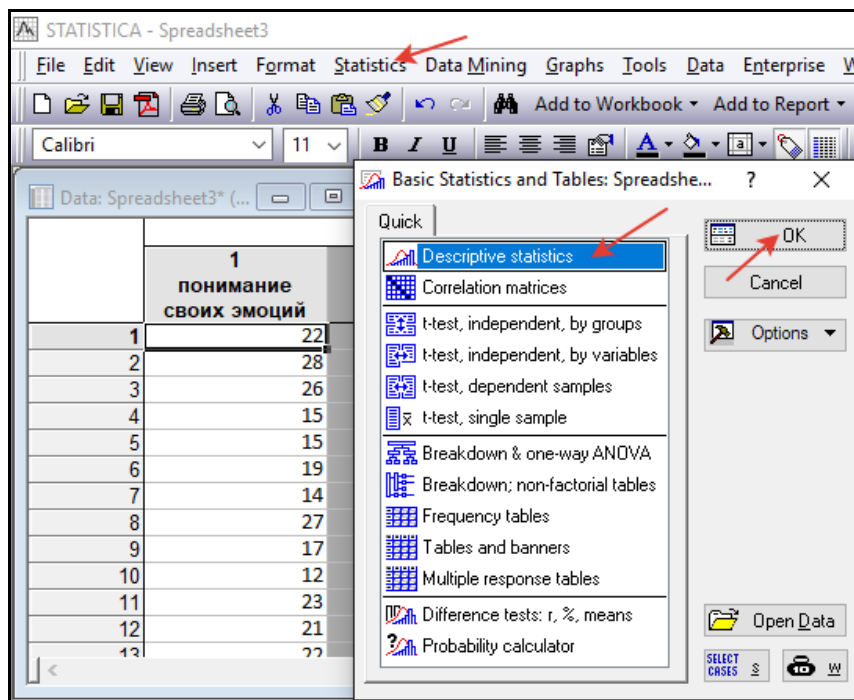 STATISTICA - Spreadsheet3
File Edit View Insert Format Statistics Data Mining Graphs Tools Data Enterprise
Add to Workbook Add to Report
Calibri 11 B I U A a
Data: Spreadsheet3* (...
Basic Statistics and Tables: Spreadshe... ?
Quick
OK
Descriptive statistics
Cancel
Correlation matrices
t-test, independent, by groups
Options
t-test, independent, by variables
t-test, dependent samples
t-test, single sample
Breakdown & one-way ANOVA
Breakdown; non-factorial tables
Frequency tables
Tables and banners
Multiple response tables
Difference tests: r, %, means
Open Data
Probability calculator
SELECT
CASES S W
1
понимание
своих эмоций
1 22
2 28
3 26
4 15
5 15
6 19
7 14
8 27
9 17
10 12
11 23
12 21
13 22